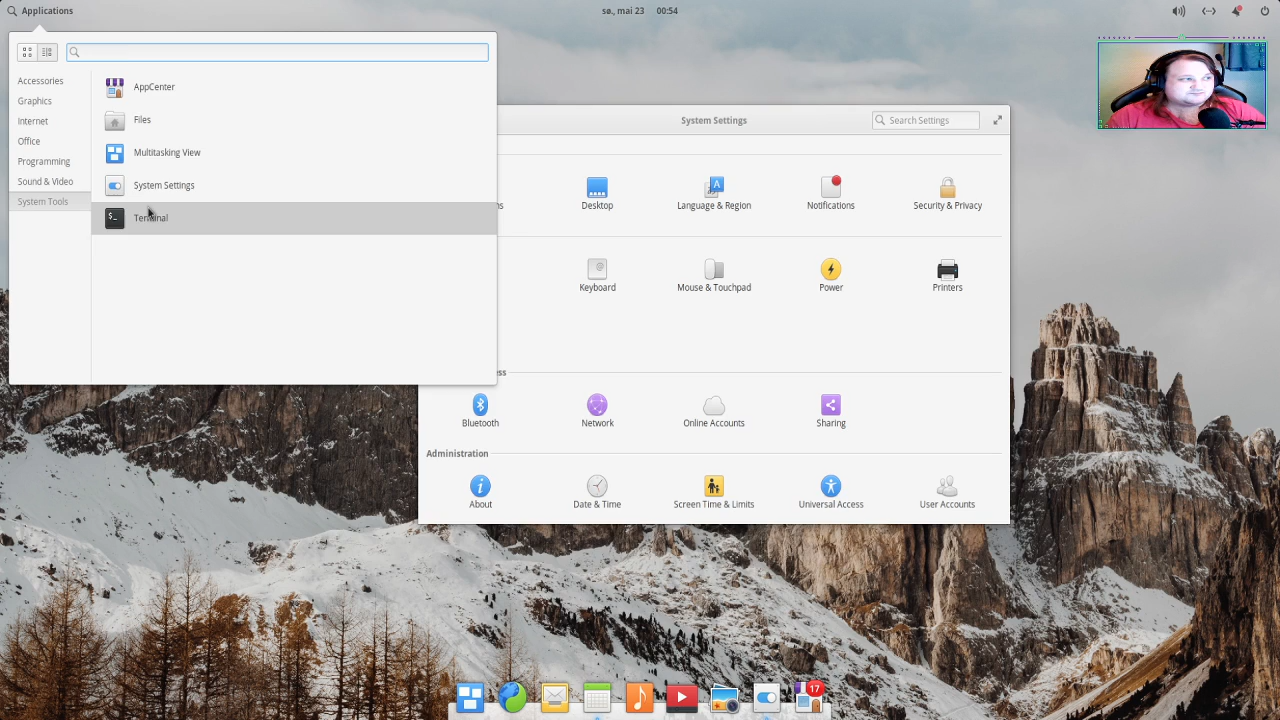 Applications
sø., mai 23 00:54
Accessories
Graphics
Internet
Office
Programming
Sound & Video
System Tools
AppCenter
Files
Multitasking View
System Settings
Terminal
System Settings
Search Settings
ns
Desktop
Language & Region
Notifications
Security & Privacy
Keyboard
Mouse & Touchpad
Power
Printers
ss
Bluetooth
Network
Online Accounts
Sharing
Administration
About
Date & Time
Screen Time & Limits
Universal Access
User Accounts
17